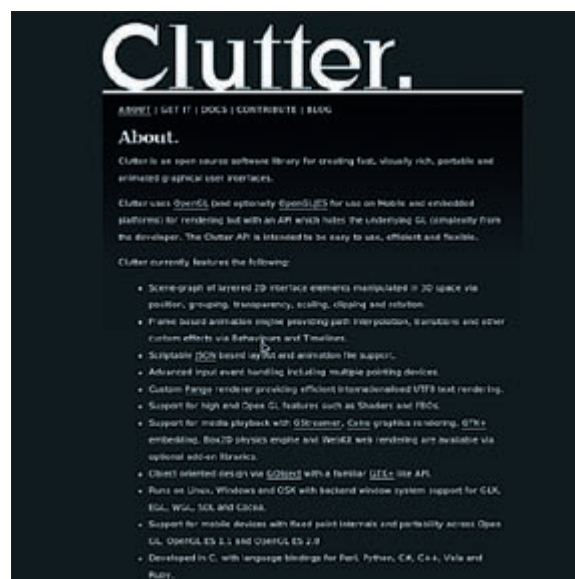 Clutter.
ABOUT | GET IT | DOCS | CONTRIBUTE | BLOG
About.
Clutter is an open source software library for creating fast, visually rich, portable and
animated graphical user interfaces.
Clutter uses OpenGL (and optionally OpenGL|ES for use on Mobile and embedded
platforms) for rendering but with an API which hides the underlying GL complexity from
the developer. The Clutter API is intended to be easy to use, efficient and flexible.
Clutter currently features the following:
• Scene-graph of layered 2D interface elements manipulated in 3D space via
position, grouping, transparency, scaling, clipping and rotation.
• Frame based animation engine providing path interpolation, transitions and other
custom effects via Behaviours and Timelines.
• Scriptable JSON based layout and animation file support.
• Advanced input event handling including multiple pointing devices.
• Custom Pango renderer providing efficient internationalised UTF8 text rendering.
• Support for high end Open GL features such as Shaders and FBOs.
• Support for media playback with GStreamer, Cairo graphics rendering, GTK+
embedding, Box2D physics engine and WebKit web rendering are available via
optional add-on libraries.
• Object oriented design via GObject with a familiar GTK+ like API.
• Runs on Linux, Windows and OSX with backend window system support for GLX,
EGL, WGL, SDL and Cocoa.
• Support for mobile devices with fixed point internals and portability across Open
GL, OpenGL ES 1.1 and OpenGL ES 2.0
• Developed in C, with language bindings for Perl, Python, C#, C++, Vala and
Ruby.